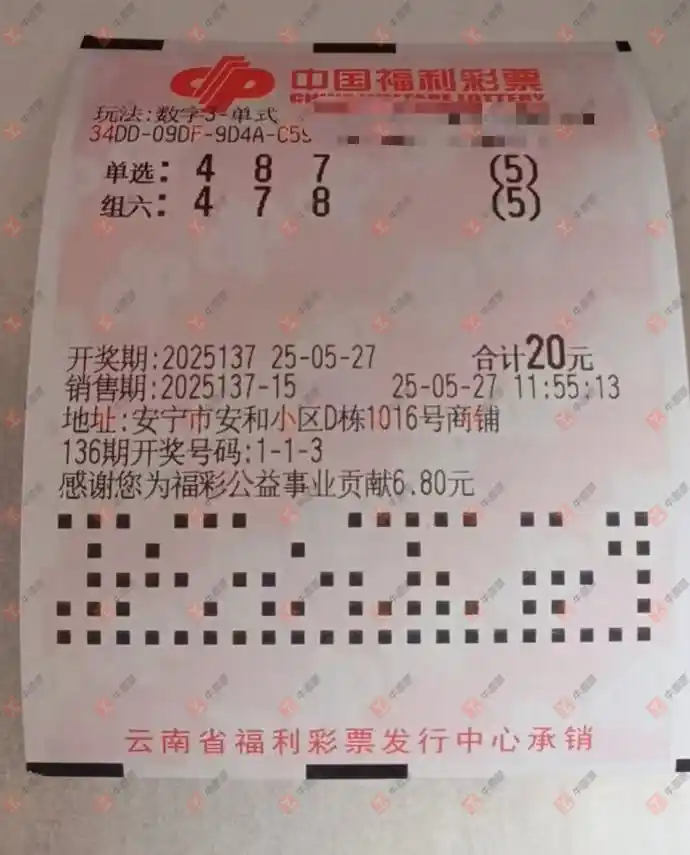 中国福利彩票
CHINA WELFARE LOTTERY
玩法:数字3-单式
34DD-09DF-9D4A-C5
单选: 4 8 7 (5)
组六: 4 7 8 (5)
开奖期:2025137 25-05-27 合计20元
销售期:2025137-15 25-05-27 11:55:13
地址:安宁市安和小区D栋1016号商铺
136期开奖号码:1-1-3
感谢您为福彩公益事业贡献6.80元
云南省福利彩票发行中心承销